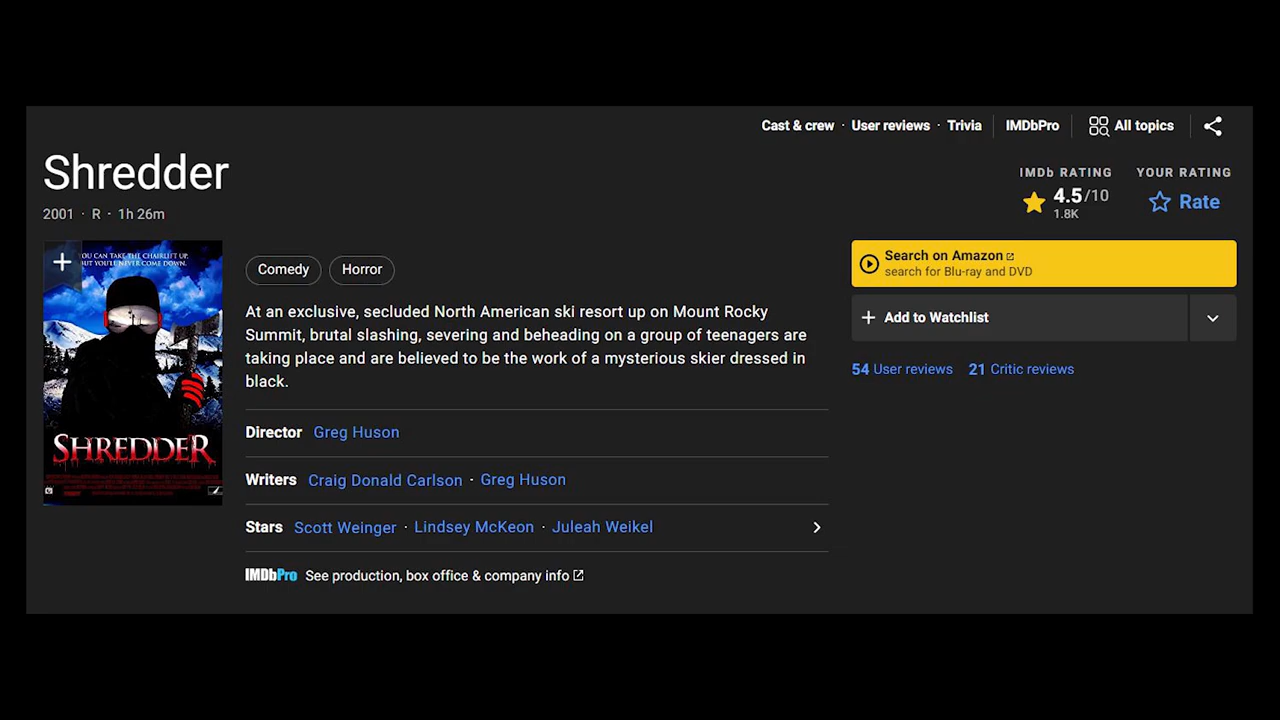 Cast & crew · User reviews · Trivia IMDbPro All topics
Shredder
IMDb RATING YOUR RATING
2001 · R · 1h 26m
4.5/10 Rate
1.8K
YOU CAN TAKE THE CHAIRLIFT UP,
BUT YOU'LL NEVER COME DOWN.
SHREDDER
Comedy Horror
At an exclusive, secluded North American ski resort up on Mount Rocky
Summit, brutal slashing, severing and beheading on a group of teenagers are
taking place and are believed to be the work of a mysterious skier dressed in
black.
Director Greg Huson
Writers Craig Donald Carlson · Greg Huson
Stars Scott Weinger · Lindsey McKeon · Juleah Weikel
IMDbPro See production, box office & company info
Search on Amazon
search for Blu-ray and DVD
Add to Watchlist
54 User reviews 21 Critic reviews